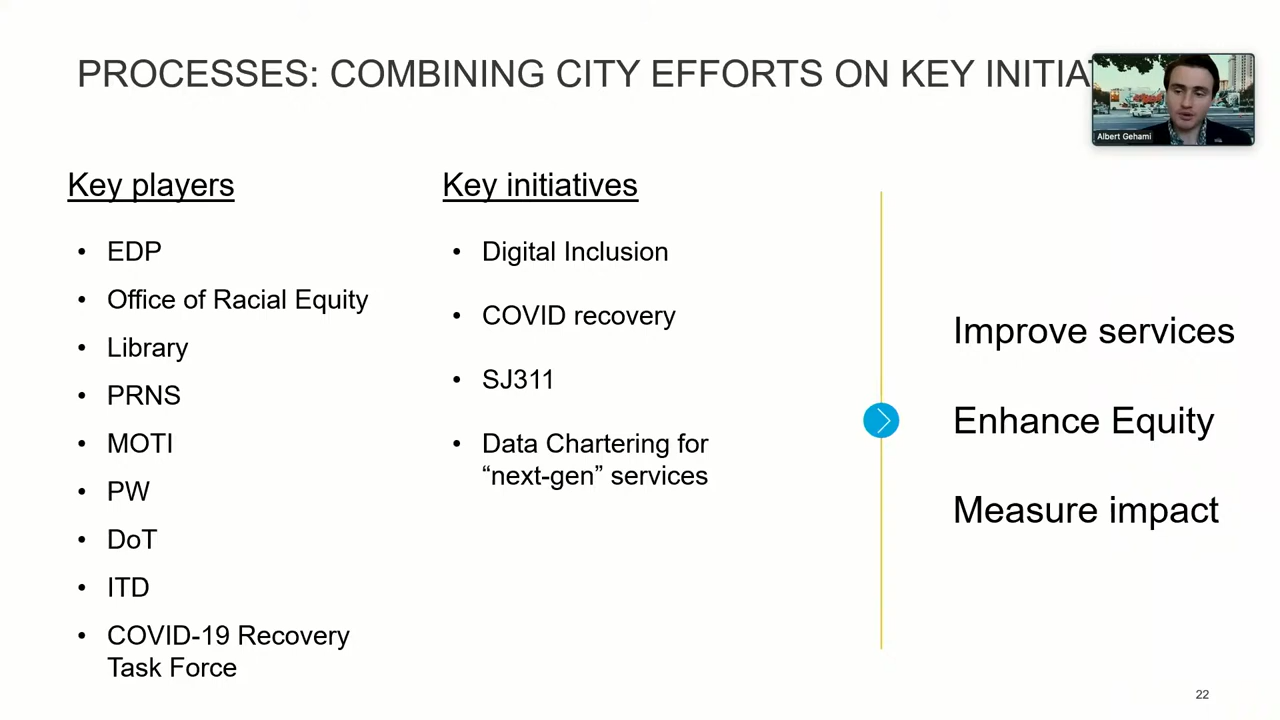 PROCESSES: COMBINING CITY EFFORTS ON KEY INITIA
Albert Gehami
Key players
• EDP
• Office of Racial Equity
• Library
• PRNS
• MOTI
• PW
• DoT
• ITD
• COVID-19 Recovery
Task Force
Key initiatives
• Digital Inclusion
• COVID recovery
• SJ311
• Data Chartering for
“next-gen” services
Improve services
Enhance Equity
Measure impact
22